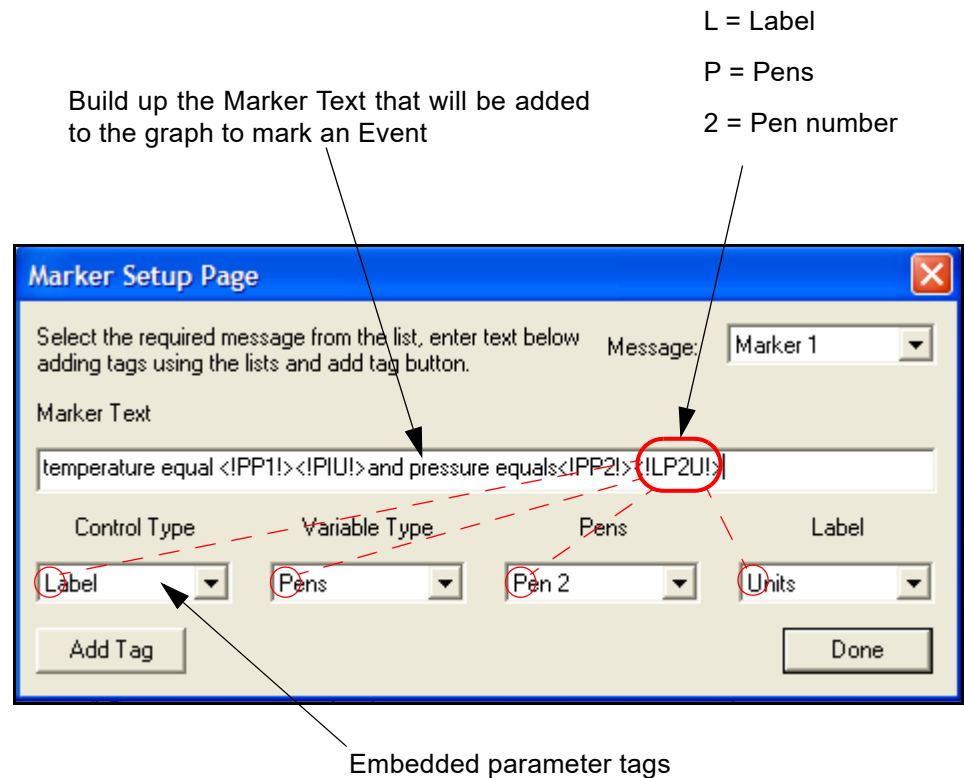 L = Label
P = Pens
2 = Pen number
Build up the Marker Text that will be added
to the graph to mark an Event
Marker Setup Page
Select the required message from the list, enter text below
adding tags using the lists and add tag button.
Message:
Marker 1
Marker Text
temperature equal <!PP1!><!PIU!>and pressure equals<!PP2!><!LP2U!>
Control Type
Variable Type
Pens
Label
Label
Pens
Pen 2
Units
Add Tag
Done
Embedded parameter tags